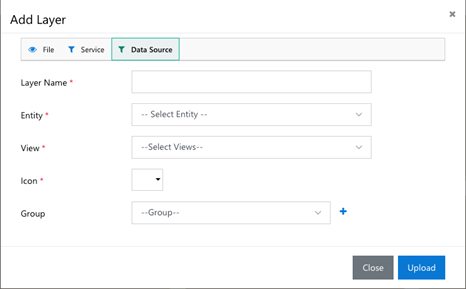 Add Layer
File Service Data Source
Layer Name *
Entity * -- Select Entity --
View * --Select Views--
Icon *
Group --Group--
Close Upload